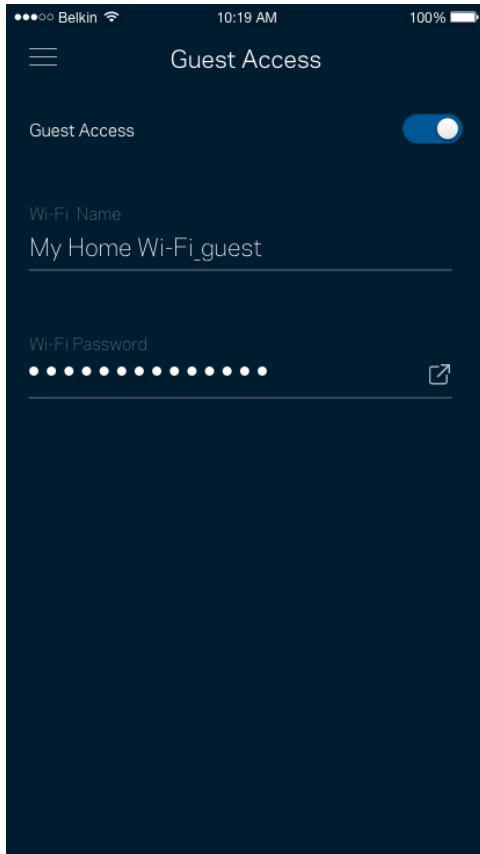 Belkin 10:19 AM 100%
Guest Access
Guest Access
Wi-Fi Name
My Home Wi-Fi_guest
Wi-Fi Password
●●●●●●●●●●●●●●